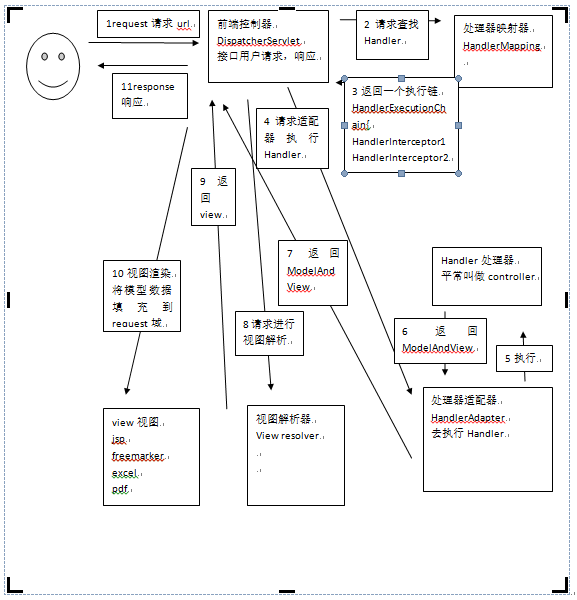 1request 请求 url
前端控制器
DispatcherServlet
接口用户请求，响应
2 请求查找
Handler
处理器映射器
HandlerMapping
11response
响应
3 返回一个执行链
HandlerExecutionCh
ain{
HandlerInterceptor1
HandlerInterceptor2
4 请求适配
器执行
Handler
9 返
回
view
7 返回
ModelAnd
View
Handler 处理器
平常叫做 controller
10 视图渲染
将模型数据
填充到
request 域
8 请求进行
视图解析
6 返回
ModelAndView
5 执行
view 视图
jsp
freemarker
excel
pdf
视图解析器
View resolver
处理器适配器
HandlerAdapter
去执行 Handler